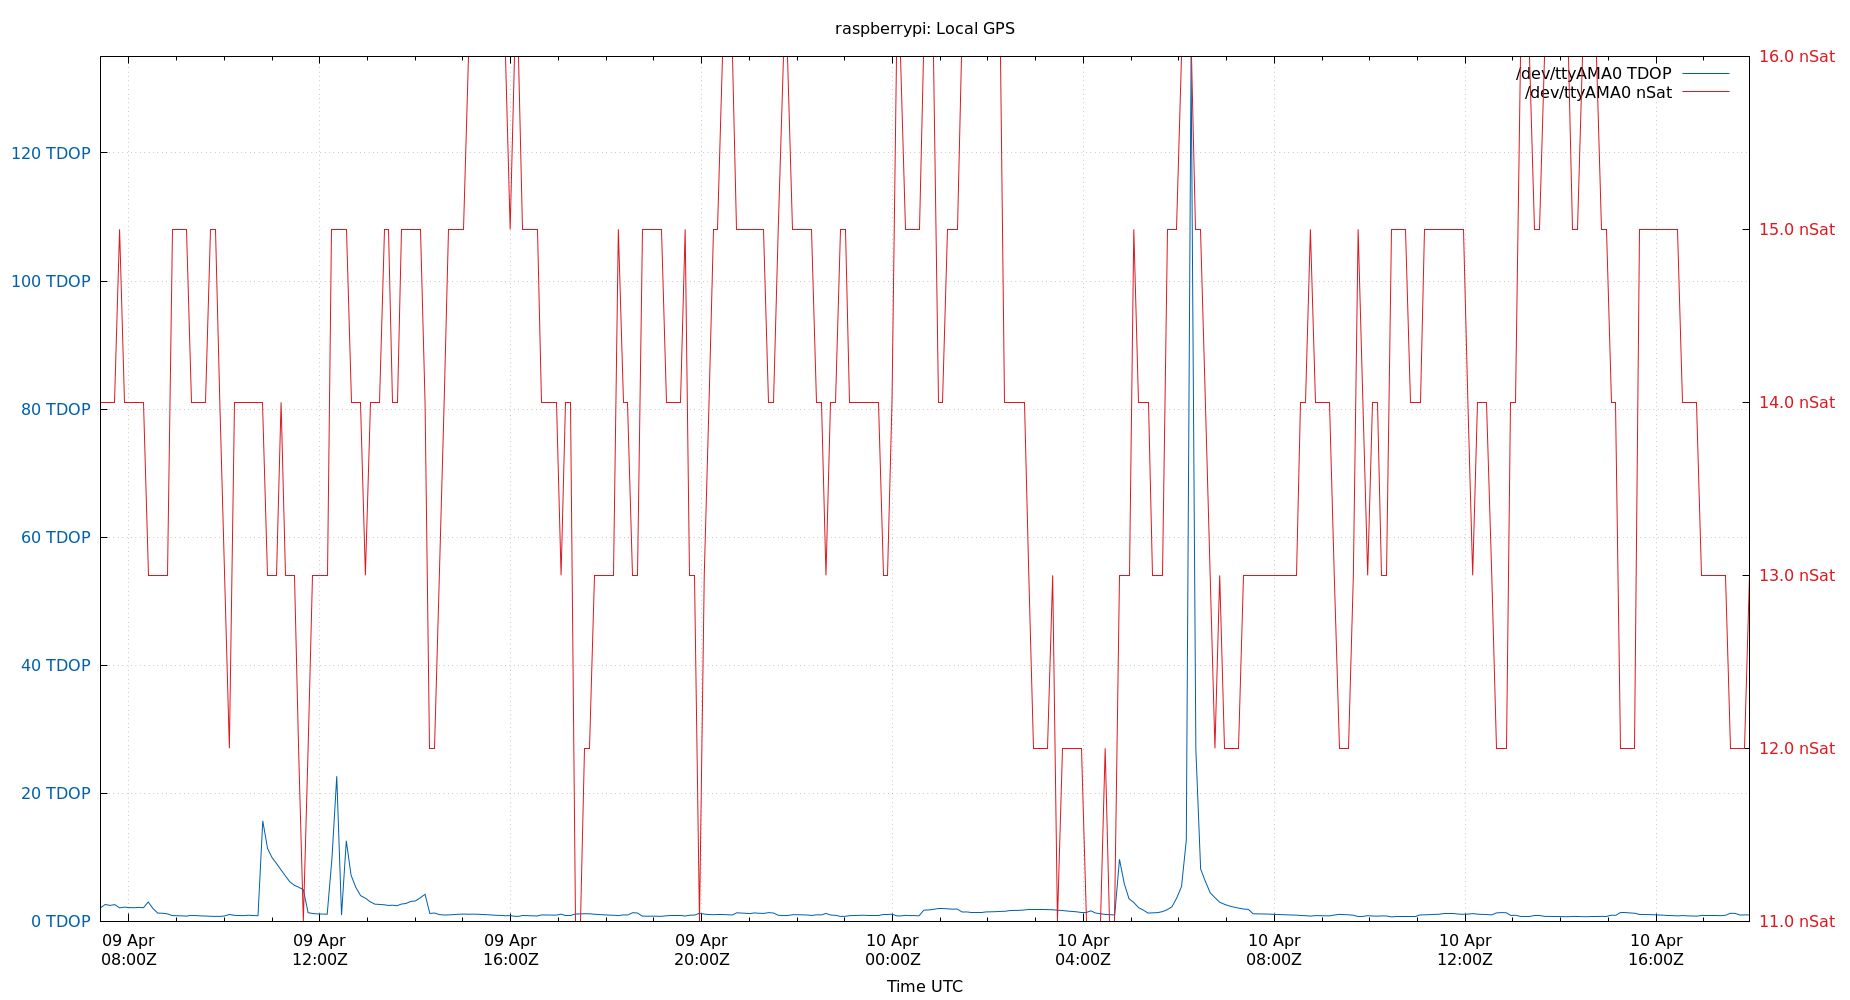 raspberrypi: Local GPS
/dev/ttyAMA0 TDOP
/dev/ttyAMA0 nSat
120 TDOP
100 TDOP
80 TDOP
60 TDOP
40 TDOP
20 TDOP
0 TDOP
16.0 nSat
15.0 nSat
14.0 nSat
13.0 nSat
12.0 nSat
11.0 nSat
09 Apr
08:00Z
09 Apr
12:00Z
09 Apr
16:00Z
09 Apr
20:00Z
10 Apr
00:00Z
10 Apr
04:00Z
10 Apr
08:00Z
10 Apr
12:00Z
10 Apr
16:00Z
Time UTC